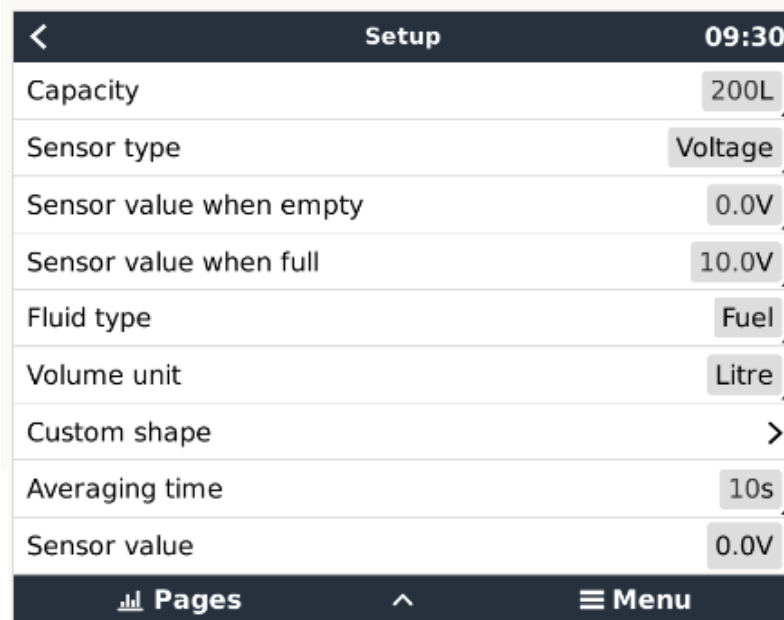 Setup 09:30
Capacity 200L
Sensor type Voltage
Sensor value when empty 0.0V
Sensor value when full 10.0V
Fluid type Fuel
Volume unit Litre
Custom shape
Averaging time 10s
Sensor value 0.0V
Pages Menu